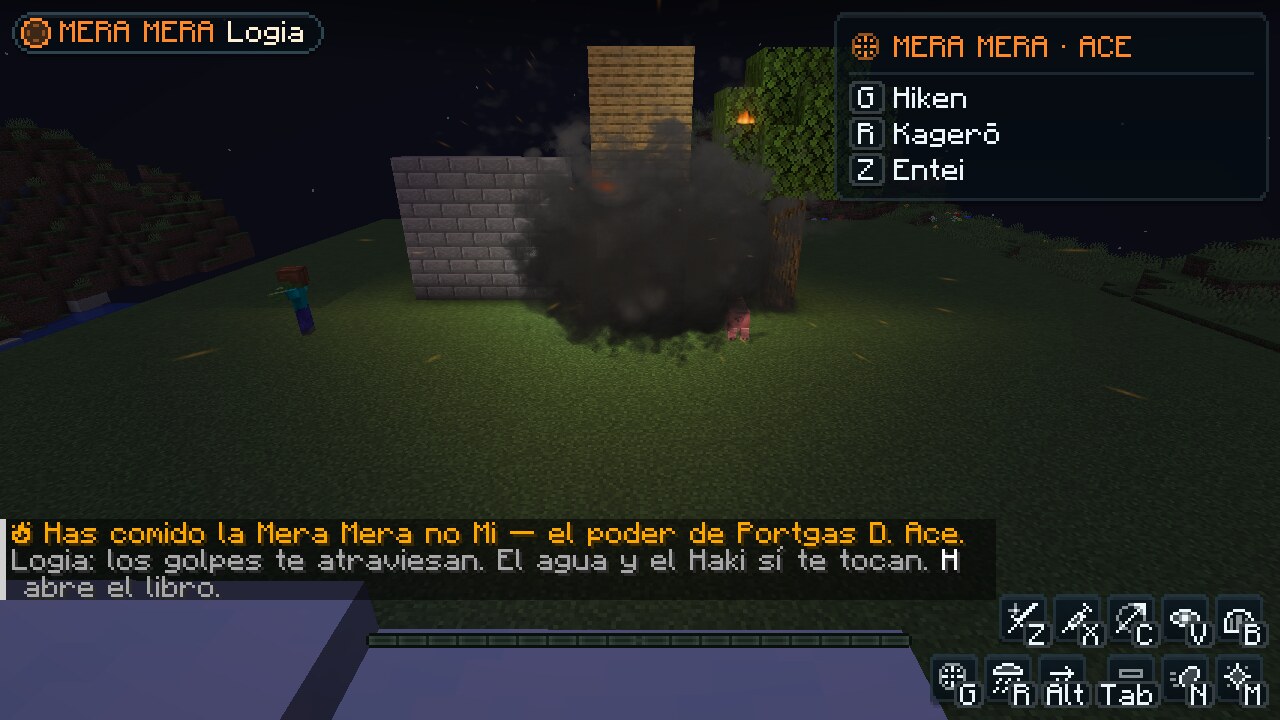 MERA MERA Logia
MERA MERA · ACE
G Hiken
R Kagerō
Z Entei
Has comido la Mera Mera no Mi — el poder de Portgas D. Ace.
Logia: los golpes te atraviesan. El agua y el Haki sí te tocan. H
abre el libro.
Z X C V B
G R Alt Tab N M